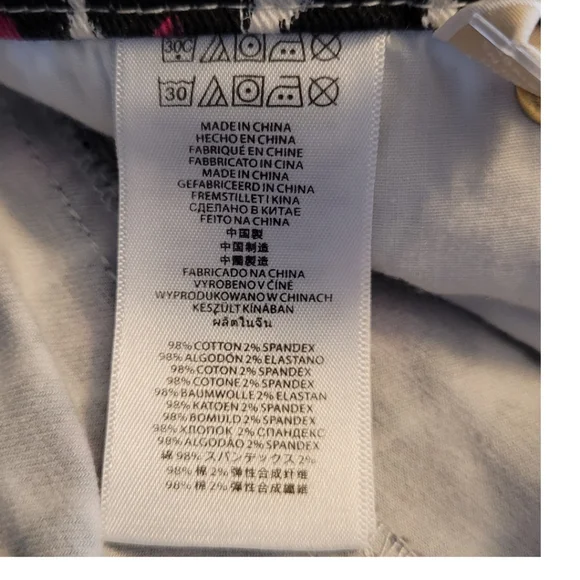 30C
30
MADE IN CHINA
HECHO EN CHINA
FABRIQUÉ EN CHINE
FABBRICATO IN CINA
MADE IN CHINA
GEFABRICEERD IN CHINA
FREMSTILLET I KINA
СДЕЛАНО В КИТАЕ
FEITO NA CHINA
中国製
中国制造
中國製造
FABRICADO NA CHINA
VYROBENO V ČÍNĚ
WYPRODUKOWANO W CHINACH
KÉSZÜLT KÍNÁBAN
ผลิตในจีน
98% COTTON 2% SPANDEX
98% ALGODÓN 2% ELASTANO
98% COTON 2% SPANDEX
98% COTONE 2% SPANDEX
98% BAUMWOLLE 2% ELASTAN
98% KATOEN 2% SPANDEX
98% BOMULD 2% SPANDEX
98% ХЛОПОК 2% СПАНДЕКС
98% ALGODÃO 2% SPANDEX
綿 98% スパンデックス 2%
98% 棉 2% 弹性合成纤维
98% 棉 2% 彈性合成纖維